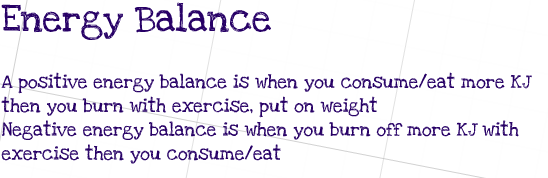 Energy Balance
A positive energy balance is when you consume/eat more KJ
then you burn with exercise, put on weight
Negative energy balance is when you burn off more KJ with
exercise then you consume/eat